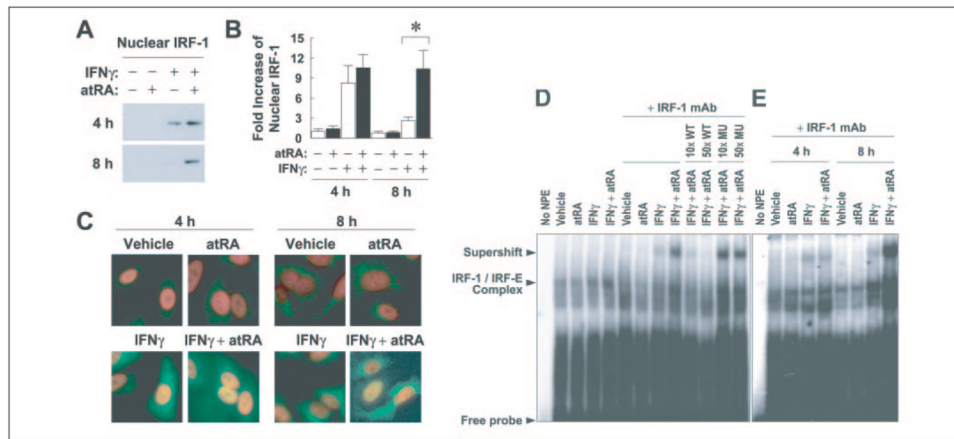 A
Nuclear IRF-1
IFNγ: − − + +
atRA: − + − +
4 h
8 h
B
Fold Increase of
Nuclear IRF-1
15
12
9
6
3
0
*
atRA: − + − + − + − +
IFNγ: − − + + − − + +
4 h 8 h
C
4 h 8 h
Vehicle atRA Vehicle atRA
IFNγ IFNγ + atRA IFNγ IFNγ + atRA
D
+ IRF-1 mAb
10x WT
50x WT
10x MU
50x MU
No NPE
Vehicle
atRA
IFNγ
IFNγ + atRA
Vehicle
atRA
IFNγ
IFNγ + atRA
IFNγ + atRA
IFNγ + atRA
IFNγ + atRA
IFNγ + atRA
Supershift
IRF-1 / IRF-E
Complex
Free probe
E
+ IRF-1 mAb
4 h 8 h
No NPE
Vehicle
atRA
IFNγ
IFNγ + atRA
Vehicle
atRA
IFNγ
IFNγ + atRA